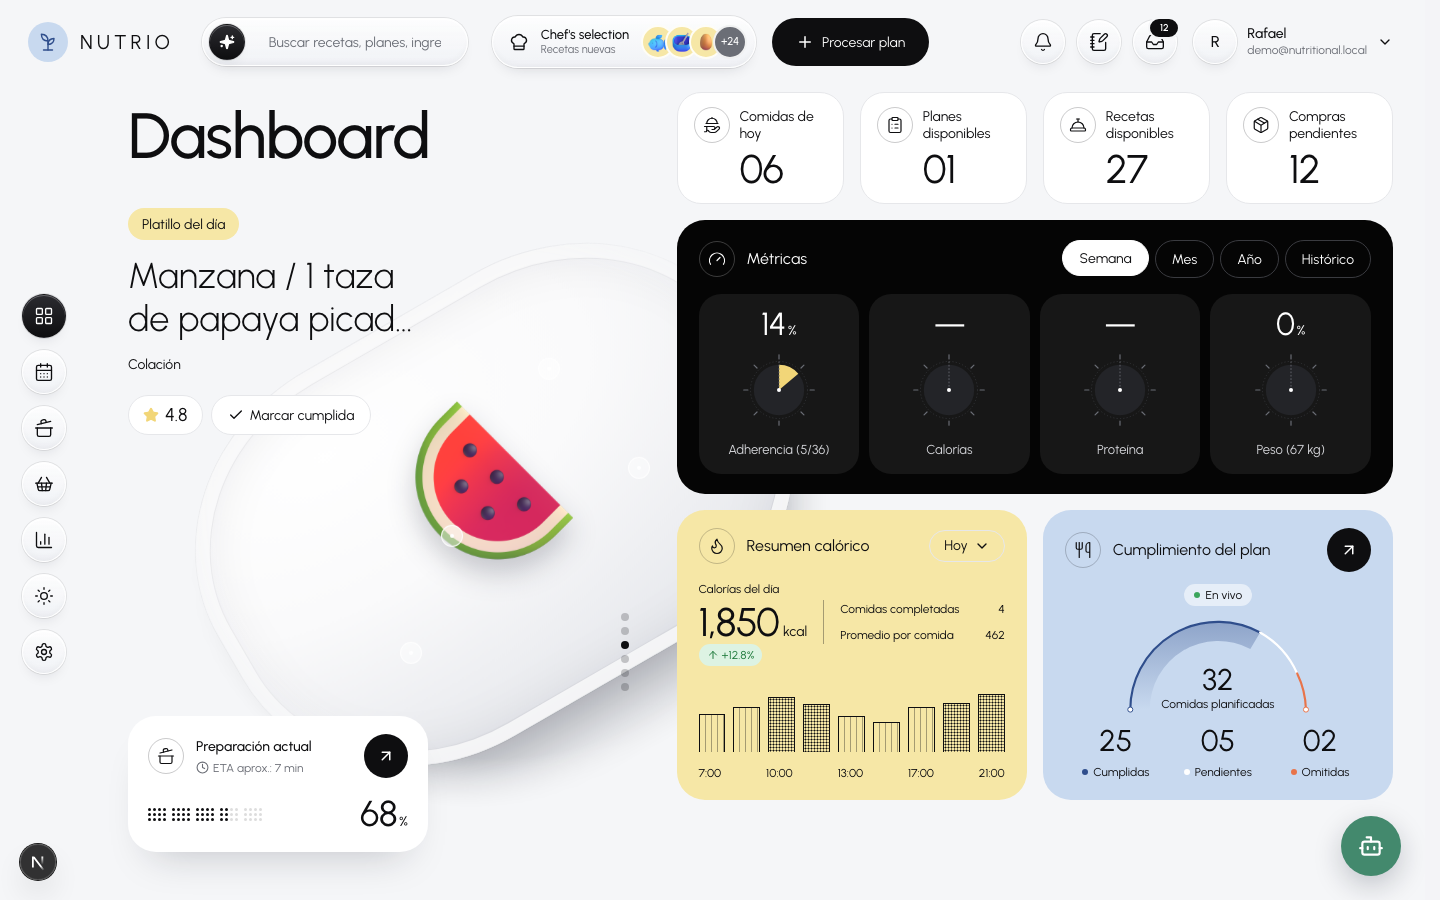 NUTRIO
Buscar recetas, planes, ingre
Chef's selection
Recetas nuevas
+24
Procesar plan
12
R
Rafael
demo@nutritional.local
Dashboard
Comidas de
hoy
06
Planes
disponibles
01
Recetas
disponibles
27
Compras
pendientes
12
Platillo del día
Manzana / 1 taza
de papaya picad...
Colación
4.8
Marcar cumplida
Métricas
Semana
Mes
Año
Histórico
14%
Adherencia (5/36)
—
Calorías
—
Proteína
0%
Peso (67 kg)
Resumen calórico
Hoy
Calorías del día
1,850 kcal
+12.8%
Comidas completadas 4
Promedio por comida 462
7:00 10:00 13:00 17:00 21:00
Cumplimiento del plan
En vivo
32
Comidas planificadas
25
Cumplidas
05
Pendientes
02
Omitidas
Preparación actual
ETA aprox.: 7 min
68%
N